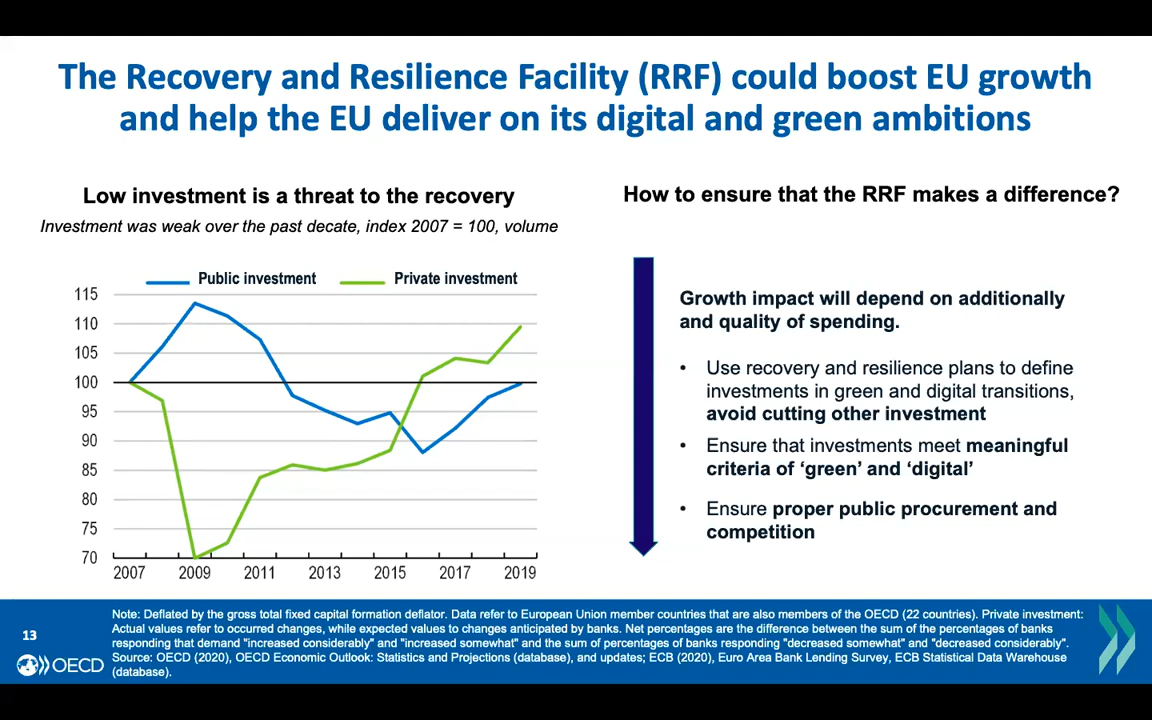 The Recovery and Resilience Facility (RRF) could boost EU growth
and help the EU deliver on its digital and green ambitions
Low investment is a threat to the recovery
Investment was weak over the past decate, index 2007 = 100, volume
Public investment
Private investment
115
110
105
100
95
90
85
80
75
70
2007
2009
2011
2013
2015
2017
2019
How to ensure that the RRF makes a difference?
Growth impact will depend on additionally
and quality of spending.
• Use recovery and resilience plans to define
investments in green and digital transitions,
avoid cutting other investment
• Ensure that investments meet meaningful
criteria of ‘green’ and ‘digital’
• Ensure proper public procurement and
competition
13
OECD
Note: Deflated by the gross total fixed capital formation deflator. Data refer to European Union member countries that are also members of the OECD (22 countries). Private investment:
Actual values refer to occurred changes, while expected values to changes anticipated by banks. Net percentages are the difference between the sum of the percentages of banks
responding that demand "increased considerably" and "increased somewhat" and the sum of percentages of banks responding "decreased somewhat" and "decreased considerably".
Source: OECD (2020), OECD Economic Outlook: Statistics and Projections (database), and updates; ECB (2020), Euro Area Bank Lending Survey, ECB Statistical Data Warehouse
(database).